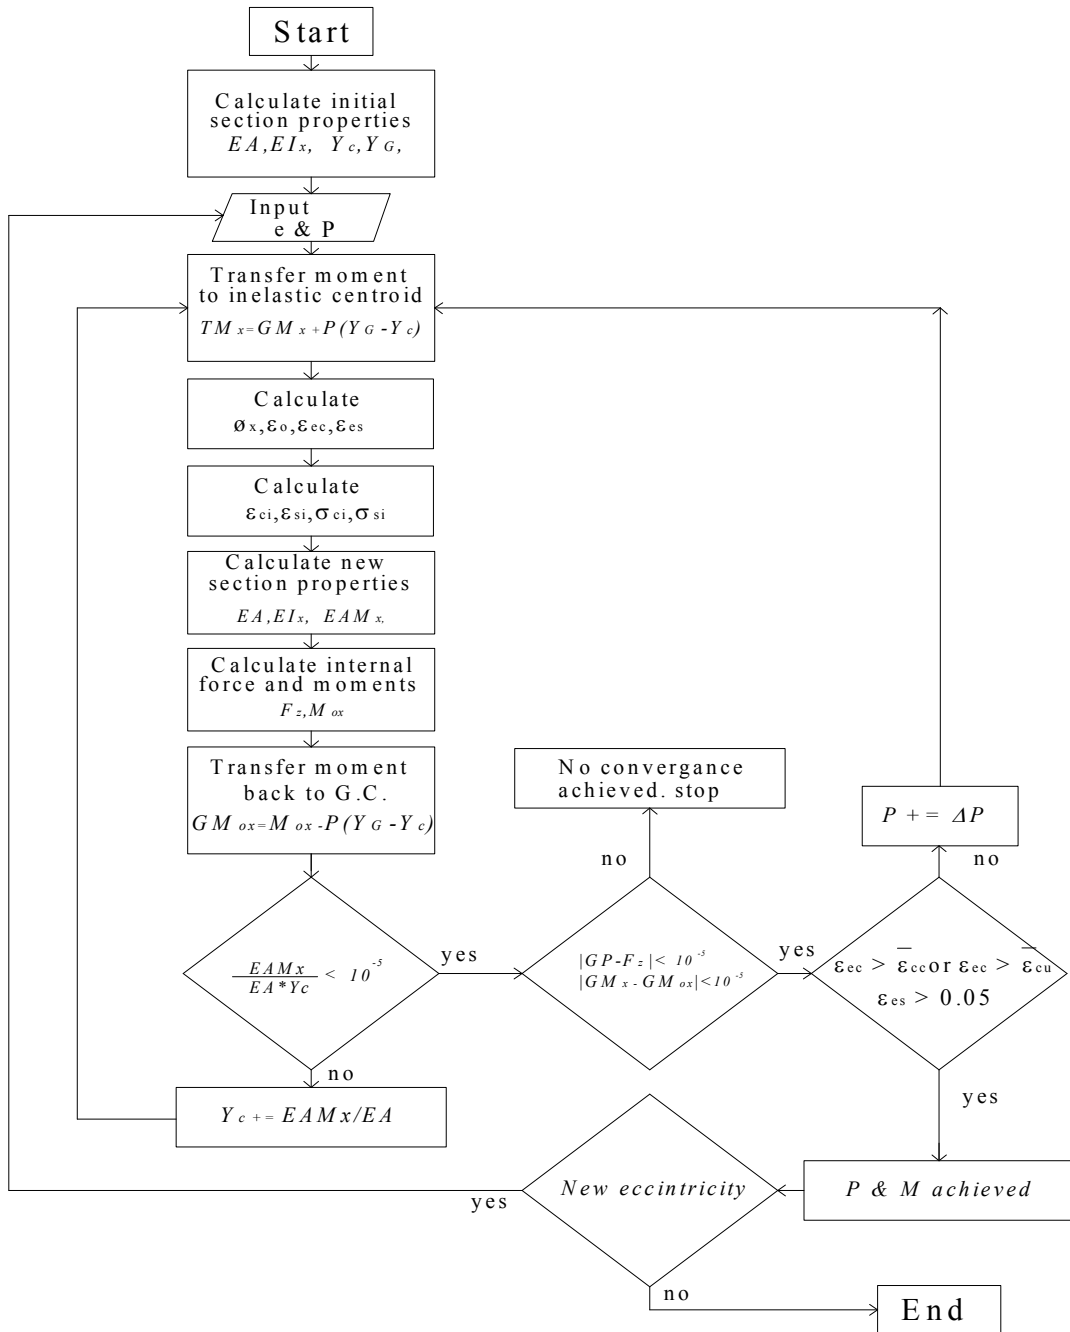 Start
Calculate initial
section properties
EA,EIx, Yc,YG,
Input
e & P
Transfer moment
to inelastic centroid
TMx=GMx+P(YG-Yc)
Calculate
øx,εo,εec,εes
Calculate
εci,εsi,σci,σsi
Calculate new
section properties
EA,EIx, EAMx,
Calculate internal
force and moments
Fz,Mox
Transfer moment
back to G.C.
GMox=Mox-P(YG-Yc)
No convergance
achieved. stop
P += ΔP
no
no
EAMx
EA*Yc
< 10^-5
yes
|GP-Fz|< 10^-5
|GMx-GMox|<10^-5
yes
εec > ε̅cc or εec > ε̅cu
εes > 0.05
no
yes
Yc += EAMx/EA
New eccintricity
P & M achieved
yes
no
End